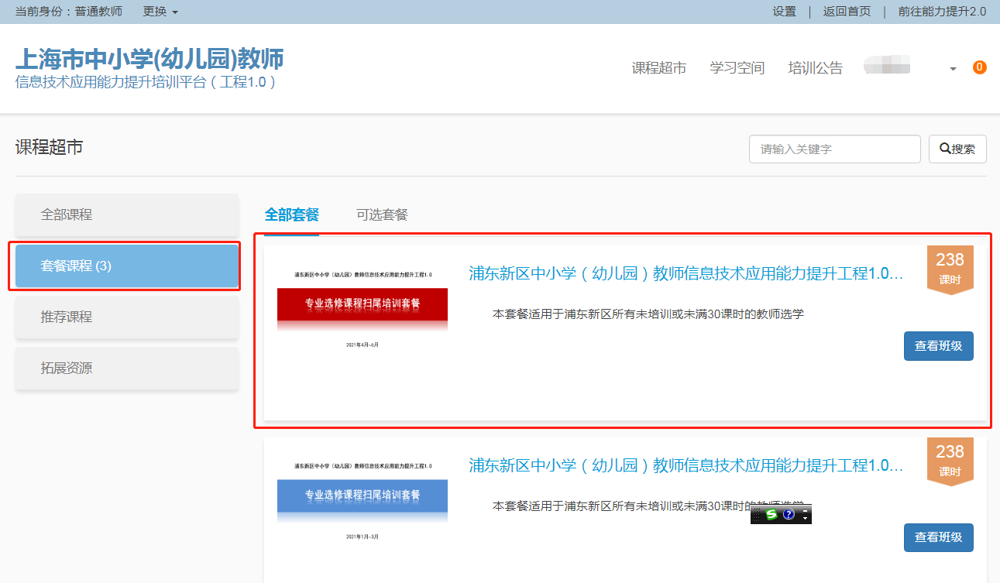 当前身份：普通教师 更换
设置 | 返回首页 | 前往能力提升2.0
上海市中小学(幼儿园)教师
信息技术应用能力提升培训平台（工程1.0）
课程超市 学习空间 培训公告 0
课程超市
请输入关键字 搜索
全部课程
套餐课程 (3)
推荐课程
拓展资源
全部套餐 可选套餐
浦东新区中小学（幼儿园）教师信息技术应用能力提升工程1.0
专业选修课程扫尾培训套餐
2021年4月-6月
浦东新区中小学（幼儿园）教师信息技术应用能力提升工程1.0...
238
课时
本套餐适用于浦东新区所有未培训或未满30课时的教师选学
查看班级
浦东新区中小学（幼儿园）教师信息技术应用能力提升工程1.0
专业选修课程扫尾培训套餐
2021年1月-3月
浦东新区中小学（幼儿园）教师信息技术应用能力提升工程1.0...
238
课时
本套餐适用于浦东新区所有未培训或未满30课时的教师选学
查看班级